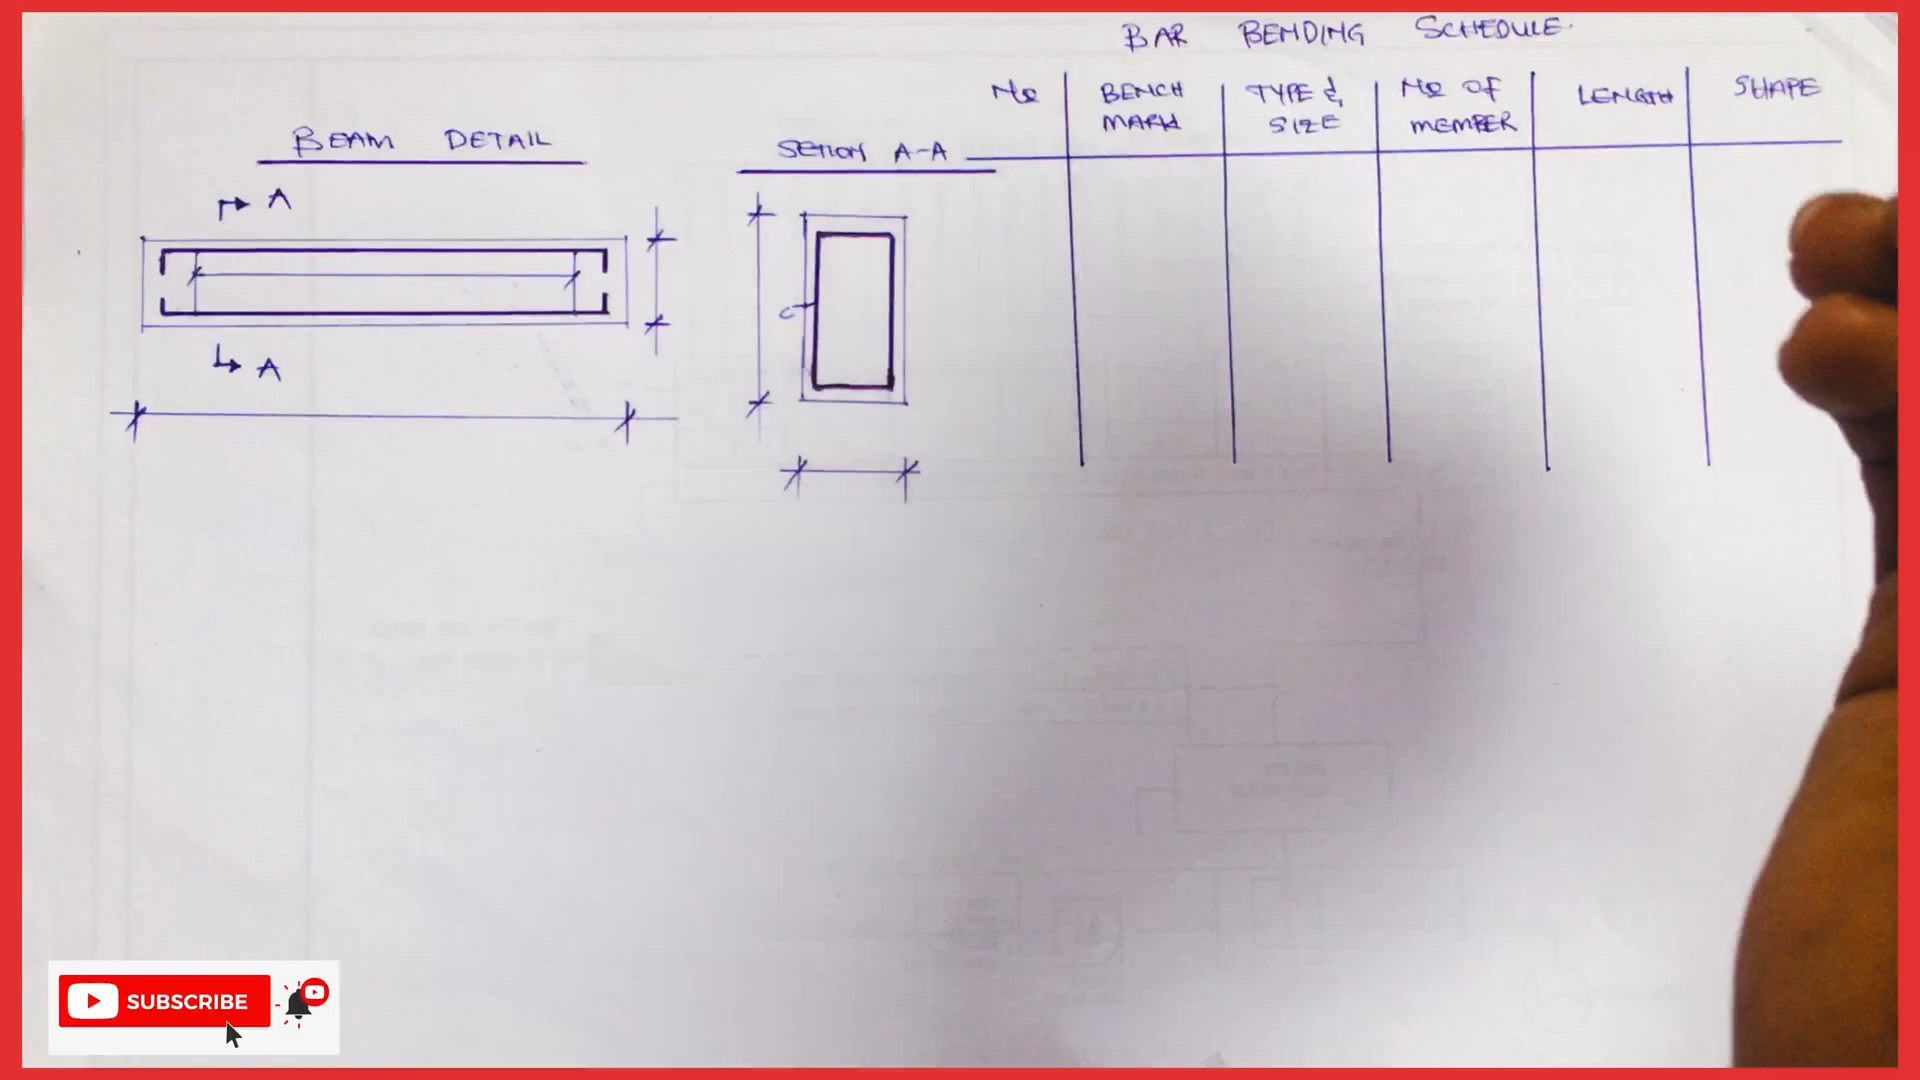 BAR BENDING SCHEDULE
No
BENCH
MARK
TYPE &
SIZE
No OF
MEMBER
LENGTH
SHAPE
BEAM DETAIL
SETION A-A
A
A
C
SUBSCRIBE